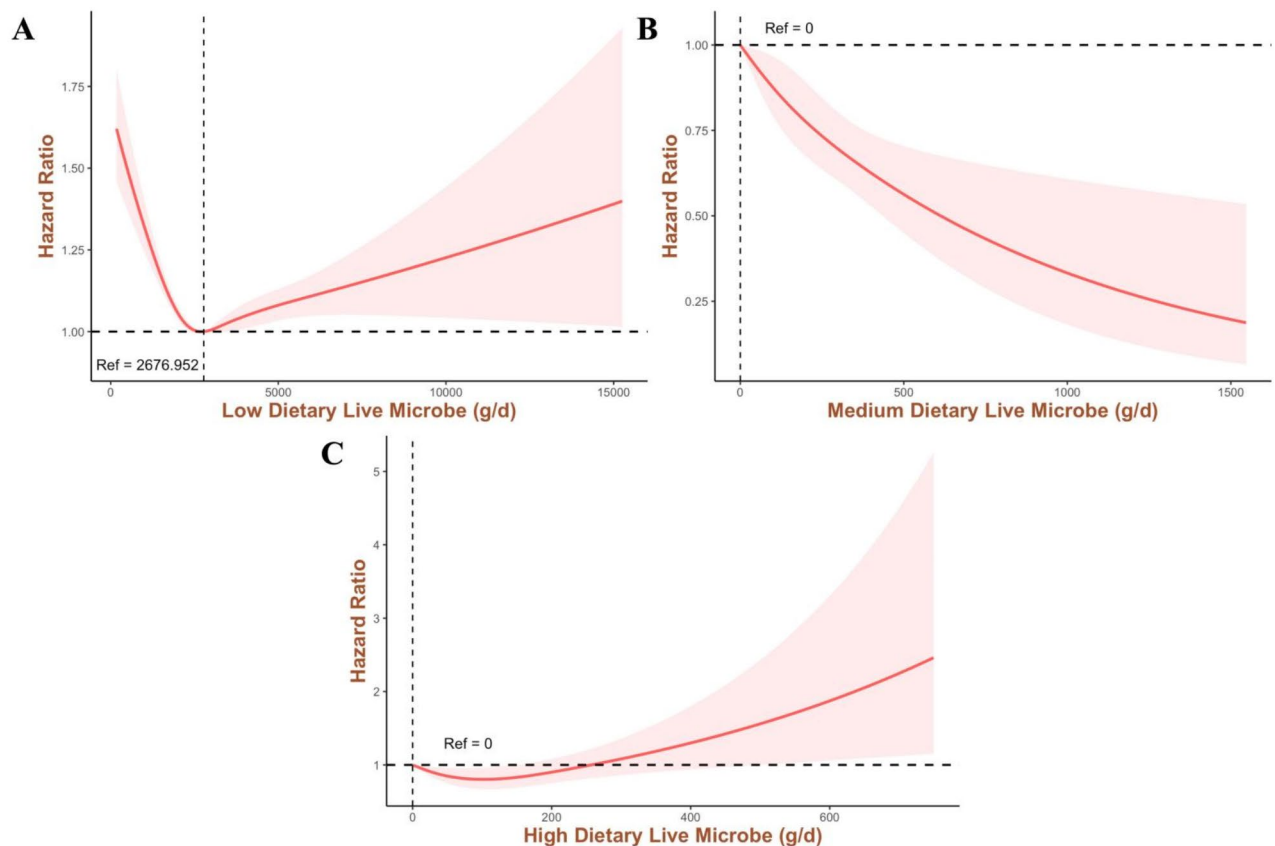 A
Hazard Ratio
1.75
1.50
1.25
1.00
Ref = 2676.952
0
5000
10000
15000
Low Dietary Live Microbe (g/d)
B
Hazard Ratio
Ref = 0
1.00
0.75
0.50
0.25
0
500
1000
1500
Medium Dietary Live Microbe (g/d)
C
Hazard Ratio
5
4
3
2
1
Ref = 0
0
200
400
600
High Dietary Live Microbe (g/d)